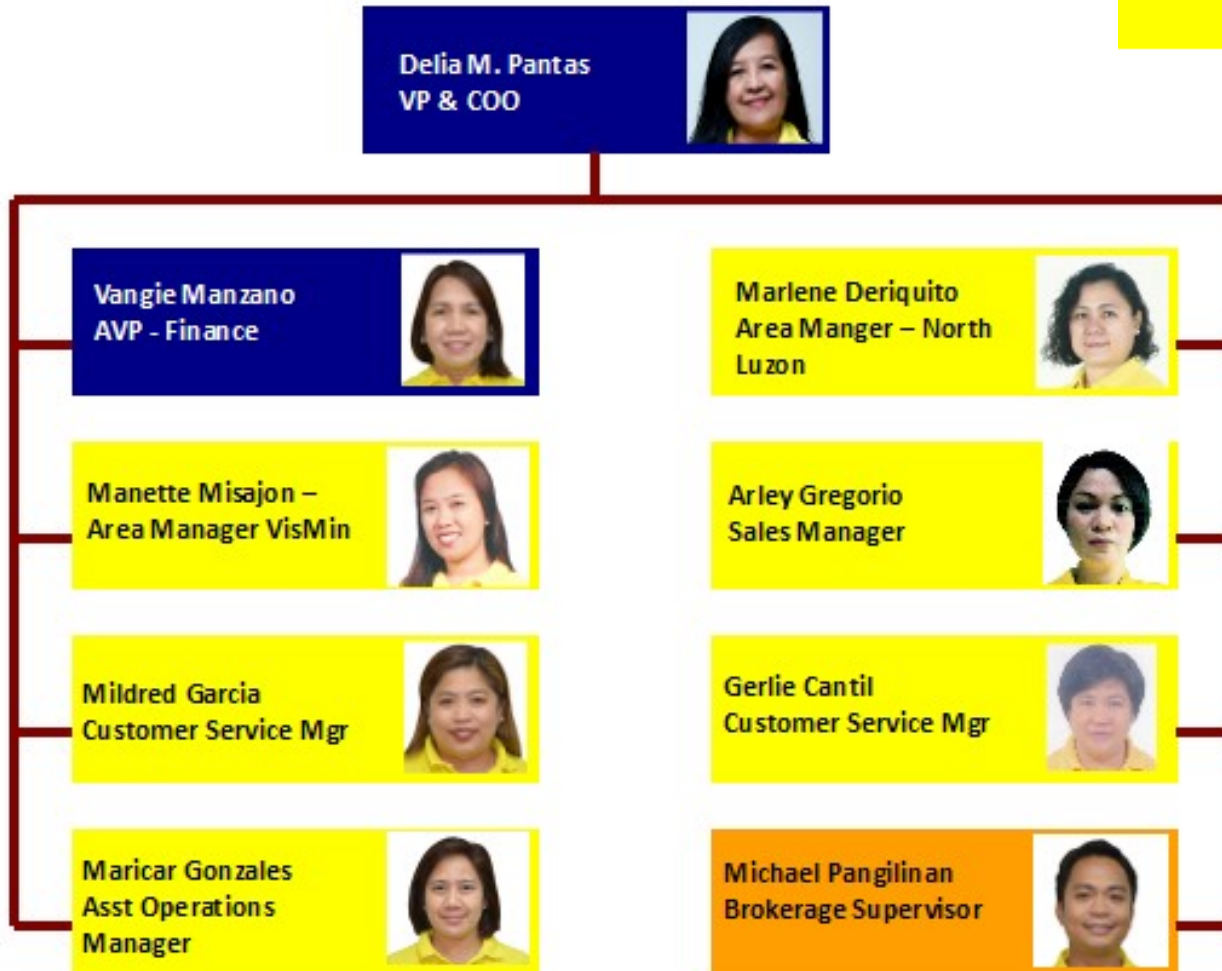 Delia M. Pantas
VP & COO
Vangie Manzano
AVP - Finance
Marlene Deriquito
Area Manger – North
Luzon
Manette Misajon –
Area Manager VisMin
Arley Gregorio
Sales Manager
Mildred Garcia
Customer Service Mgr
Gerlie Cantil
Customer Service Mgr
Maricar Gonzales
Asst Operations
Manager
Michael Pangilinan
Brokerage Supervisor